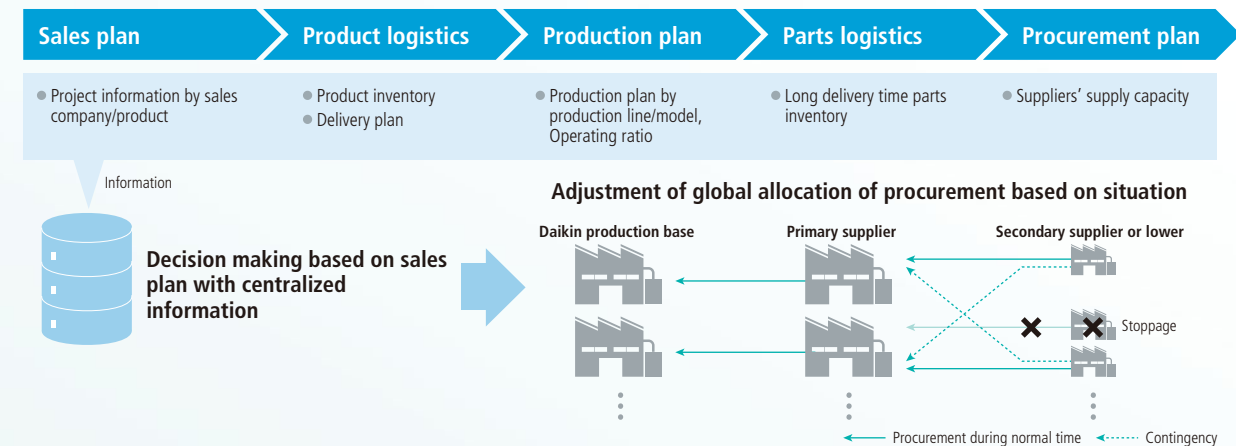 Sales plan
Product logistics
Production plan
Parts logistics
Procurement plan
Project information by sales
company/product
Product inventory
Delivery plan
Production plan by
production line/model,
Operating ratio
Long delivery time parts
inventory
Suppliers' supply capacity
Information
Decision making based on sales
plan with centralized
information
Adjustment of global allocation of procurement based on situation
Daikin production base
Primary supplier
Secondary supplier or lower
Stoppage
Procurement during normal time
Contingency